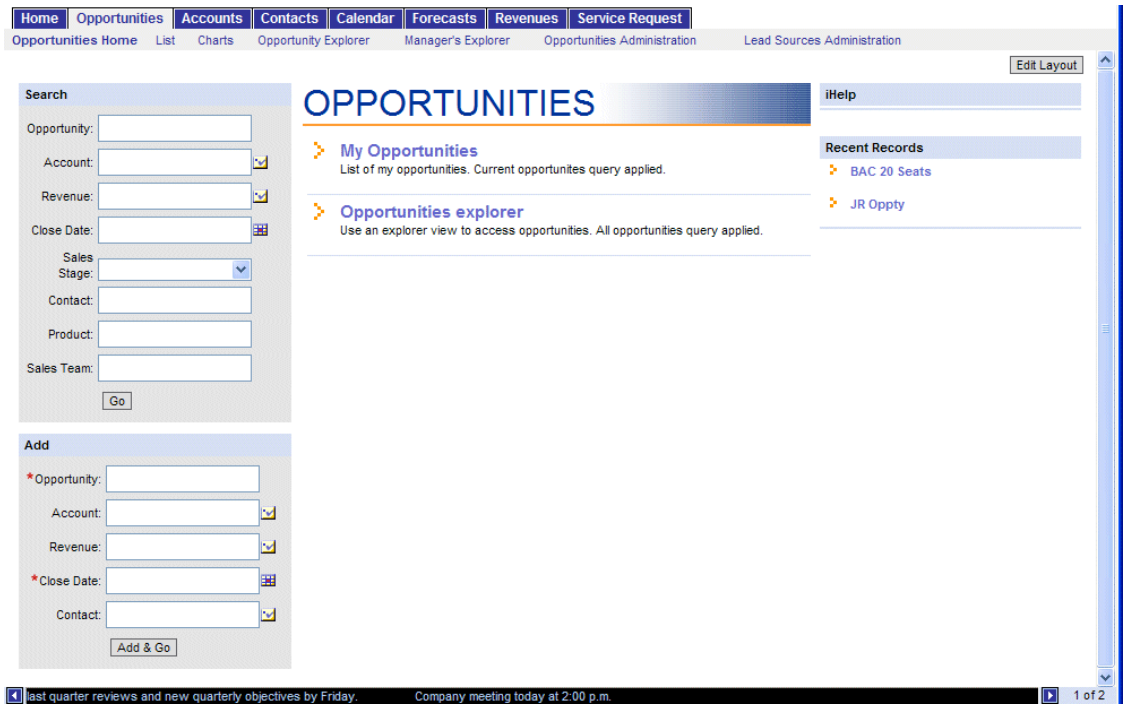 Home Opportunities Accounts Contacts Calendar Forecasts Revenues Service Request
Opportunities Home List Charts Opportunity Explorer Manager's Explorer Opportunities Administration Lead Sources Administration
Edit Layout
Search
Opportunity:
Account:
Revenue:
Close Date:
Sales
Stage:
Contact:
Product:
Sales Team:
Go
Add
*Opportunity:
Account:
Revenue:
*Close Date:
Contact:
Add & Go
OPPORTUNITIES
My Opportunities
List of my opportunities. Current opportunites query applied.
Opportunities explorer
Use an explorer view to access opportunities. All opportunities query applied.
iHelp
Recent Records
BAC 20 Seats
JR Oppty
last quarter reviews and new quarterly objectives by Friday. Company meeting today at 2:00 p.m.
1 of 2